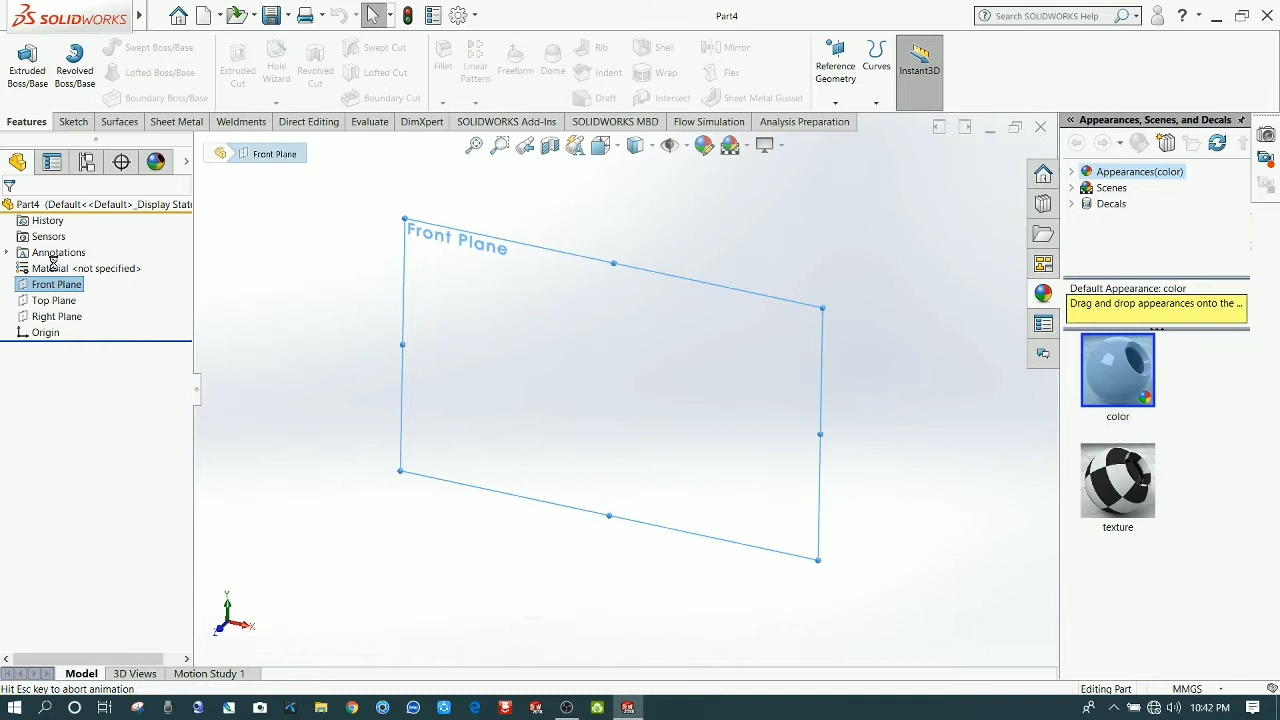 SOLIDWORKS
Part4
Search SOLIDWORKS Help
Extruded Boss/Base
Revolved Boss/Base
Swept Boss/Base
Lofted Boss/Base
Boundary Boss/Base
Extruded Cut
Hole Wizard
Revolved Cut
Swept Cut
Lofted Cut
Boundary Cut
Fillet
Linear Pattern
Freeform
Dome
Rib
Indent
Draft
Shell
Wrap
Intersect
Mirror
Flex
Sheet Metal Gusset
Reference Geometry
Curves
Instant3D
Features
Sketch
Surfaces
Sheet Metal
Weldments
Direct Editing
Evaluate
DimXpert
SOLIDWORKS Add-Ins
SOLIDWORKS MBD
Flow Simulation
Analysis Preparation
Part4 (Default<<Default>_Display State
History
Sensors
Annotations
Material <not specified>
Front Plane
Top Plane
Right Plane
Origin
Front Plane
Front Plane
Y
X
Z
Appearances, Scenes, and Decals
Appearances(color)
Scenes
Decals
Default Appearance: color
Drag and drop appearances onto the ...
color
texture
Model
3D Views
Motion Study 1
Hit Esc key to abort animation
Editing Part
MMGS
10:42 PM